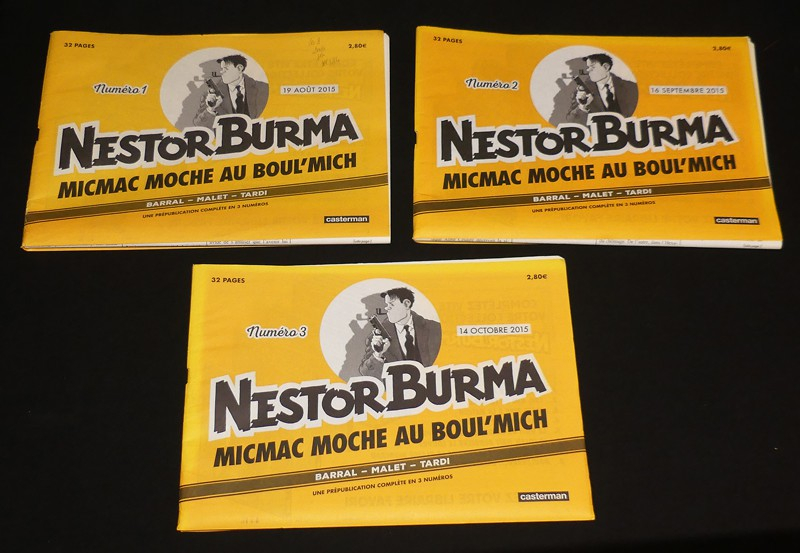 32 PAGES
2,80€
Numéro 1
19 AOÛT 2015
NESTOR BURMA
MICMAC MOCHE AU BOUL'MICH
BARRAL – MALET – TARDI
UNE PRÉPUBLICATION COMPLÈTE EN 3 NUMÉROS
casterman
32 PAGES
2,80€
Numéro 2
16 SEPTEMBRE 2015
NESTOR BURMA
MICMAC MOCHE AU BOUL'MICH
BARRAL – MALET – TARDI
UNE PRÉPUBLICATION COMPLÈTE EN 3 NUMÉROS
casterman
32 PAGES
2,80€
Numéro 3
14 OCTOBRE 2015
NESTOR BURMA
MICMAC MOCHE AU BOUL'MICH
BARRAL – MALET – TARDI
UNE PRÉPUBLICATION COMPLÈTE EN 3 NUMÉROS
casterman